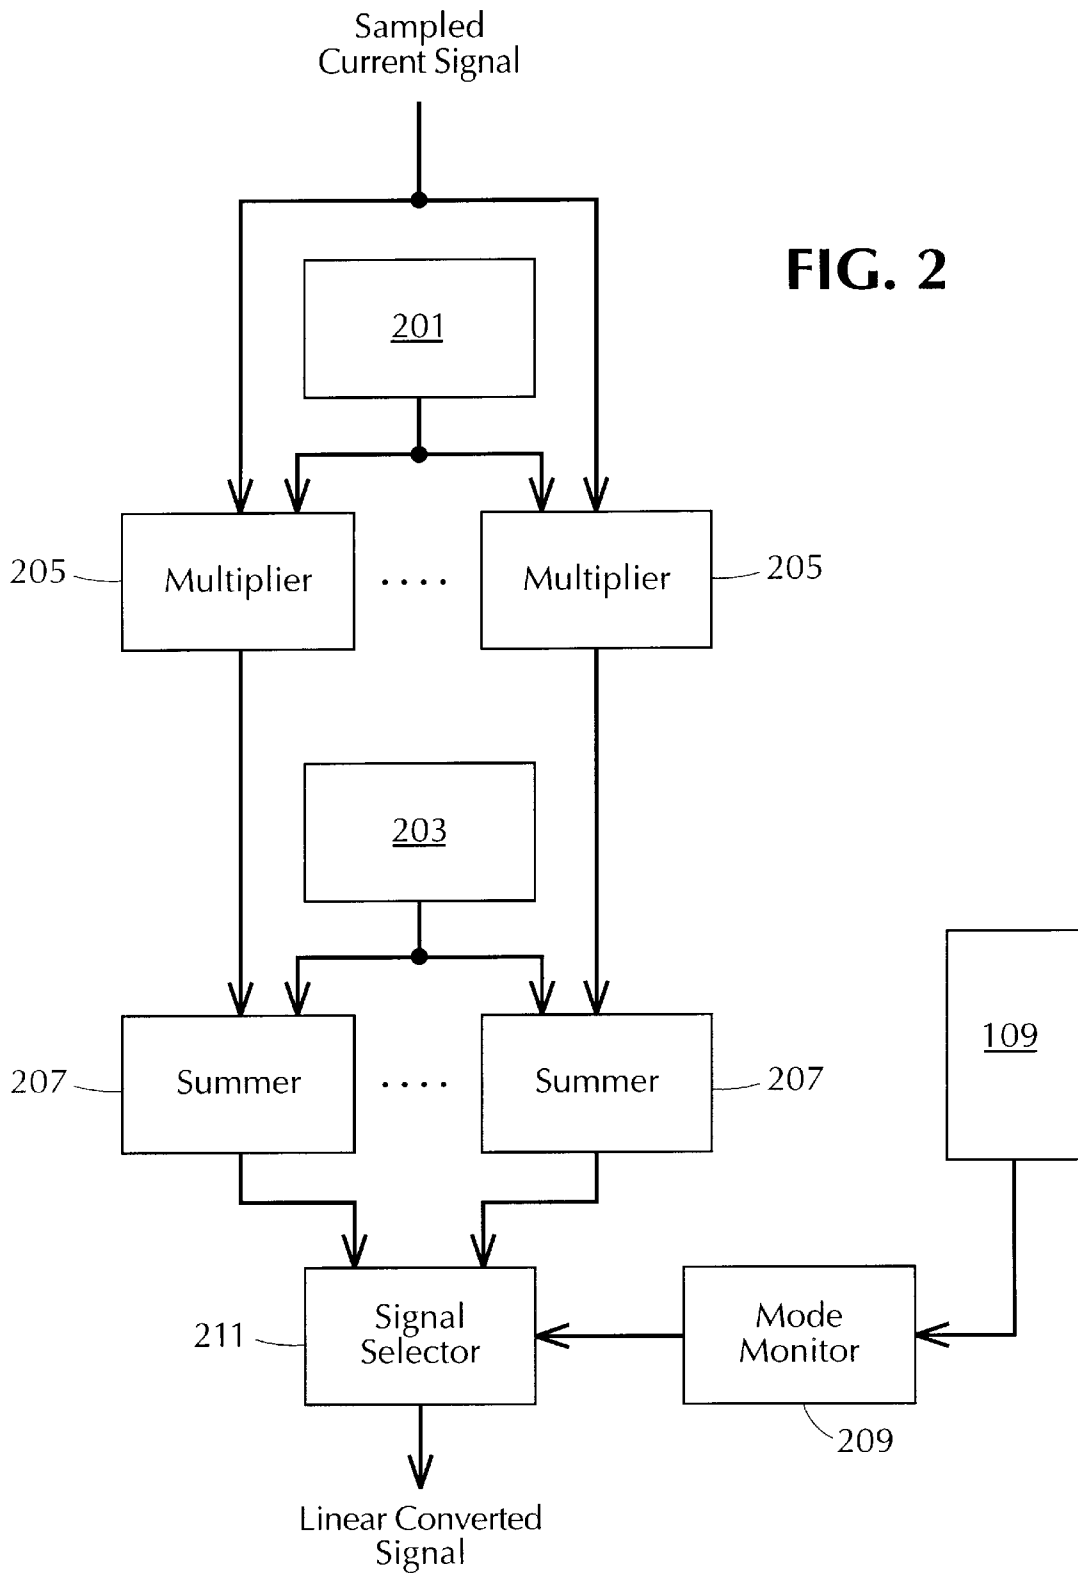 Sampled
Current Signal
FIG. 2
201
205
Multiplier
....
Multiplier
205
203
109
207
Summer
....
Summer
207
211
Signal
Selector
Mode
Monitor
209
Linear Converted
Signal